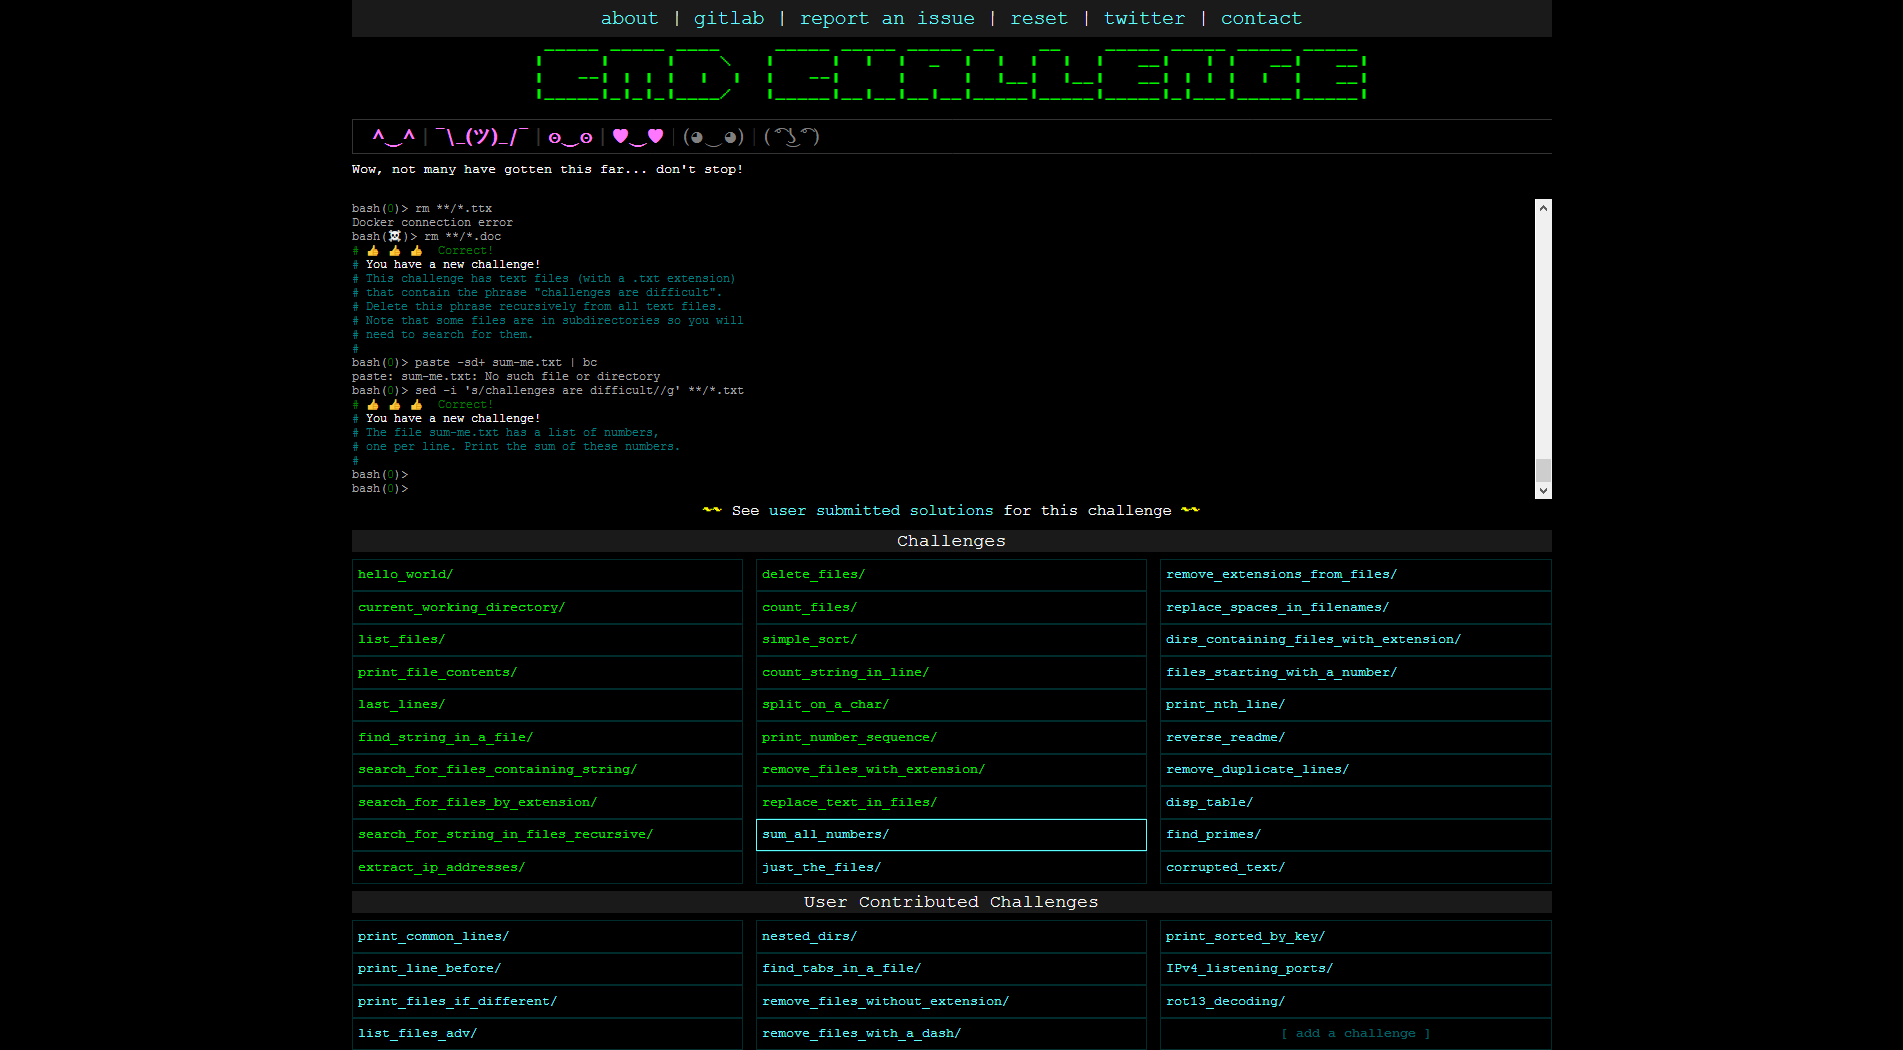 about | gitlab | report an issue | reset | twitter | contact
CMD CHALLENGE
^‿^ | ¯\_(ツ)_/¯ | ʘ‿ʘ | ♥‿♥ | (◕‿◕) | ( ͡° ͜ʖ ͡°)
Wow, not many have gotten this far... don't stop!
bash(0)> rm **/*.ttx
Docker connection error
bash(☠️)> rm **/*.doc
# 👍 👍 👍 Correct!
# You have a new challenge!
# This challenge has text files (with a .txt extension)
# that contain the phrase "challenges are difficult".
# Delete this phrase recursively from all text files.
# Note that some files are in subdirectories so you will
# need to search for them.
#
bash(0)> paste -sd+ sum-me.txt | bc
paste: sum-me.txt: No such file or directory
bash(0)> sed -i 's/challenges are difficult//g' **/*.txt
# 👍 👍 👍 Correct!
# You have a new challenge!
# The file sum-me.txt has a list of numbers,
# one per line. Print the sum of these numbers.
#
bash(0)>
bash(0)>
~~ See user submitted solutions for this challenge ~~
Challenges
hello_world/
current_working_directory/
list_files/
print_file_contents/
last_lines/
find_string_in_a_file/
search_for_files_containing_string/
search_for_files_by_extension/
search_for_string_in_files_recursive/
extract_ip_addresses/
delete_files/
count_files/
simple_sort/
count_string_in_line/
split_on_a_char/
print_number_sequence/
remove_files_with_extension/
replace_text_in_files/
sum_all_numbers/
just_the_files/
remove_extensions_from_files/
replace_spaces_in_filenames/
dirs_containing_files_with_extension/
files_starting_with_a_number/
print_nth_line/
reverse_readme/
remove_duplicate_lines/
disp_table/
find_primes/
corrupted_text/
User Contributed Challenges
print_common_lines/
print_line_before/
print_files_if_different/
list_files_adv/
nested_dirs/
find_tabs_in_a_file/
remove_files_without_extension/
remove_files_with_a_dash/
print_sorted_by_key/
IPv4_listening_ports/
rot13_decoding/
[ add a challenge ]